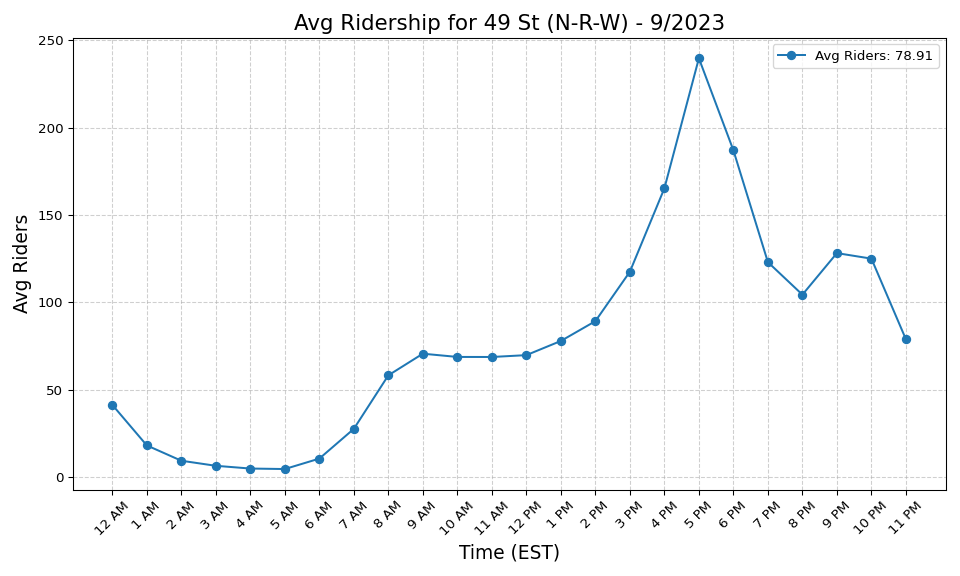 Avg Ridership for 49 St (N-R-W) - 9/2023
Avg Riders: 78.91
Avg Riders
250
200
150
100
50
0
12 AM
1 AM
2 AM
3 AM
4 AM
5 AM
6 AM
7 AM
8 AM
9 AM
10 AM
11 AM
12 PM
1 PM
2 PM
3 PM
4 PM
5 PM
6 PM
7 PM
8 PM
9 PM
10 PM
11 PM
Time (EST)